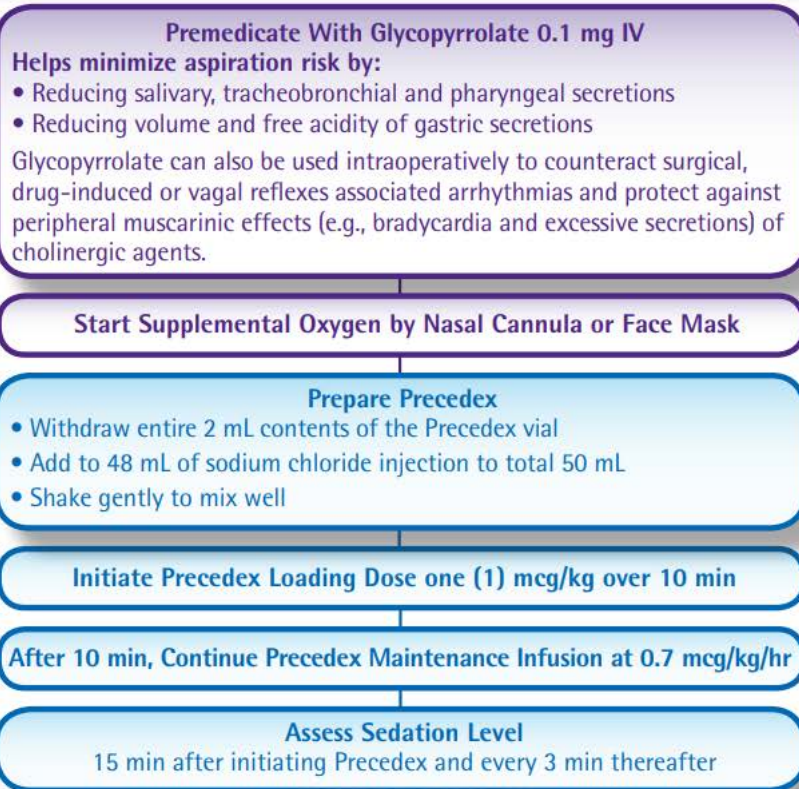 Premedicate With Glycopyrrolate 0.1 mg IV
Helps minimize aspiration risk by:
• Reducing salivary, tracheobronchial and pharyngeal secretions
• Reducing volume and free acidity of gastric secretions
Glycopyrrolate can also be used intraoperatively to counteract surgical,
drug-induced or vagal reflexes associated arrhythmias and protect against
peripheral muscarinic effects (e.g., bradycardia and excessive secretions) of
cholinergic agents.
Start Supplemental Oxygen by Nasal Cannula or Face Mask
Prepare Precedex
• Withdraw entire 2 mL contents of the Precedex vial
• Add to 48 mL of sodium chloride injection to total 50 mL
• Shake gently to mix well
Initiate Precedex Loading Dose one (1) mcg/kg over 10 min
After 10 min, Continue Precedex Maintenance Infusion at 0.7 mcg/kg/hr
Assess Sedation Level
15 min after initiating Precedex and every 3 min thereafter